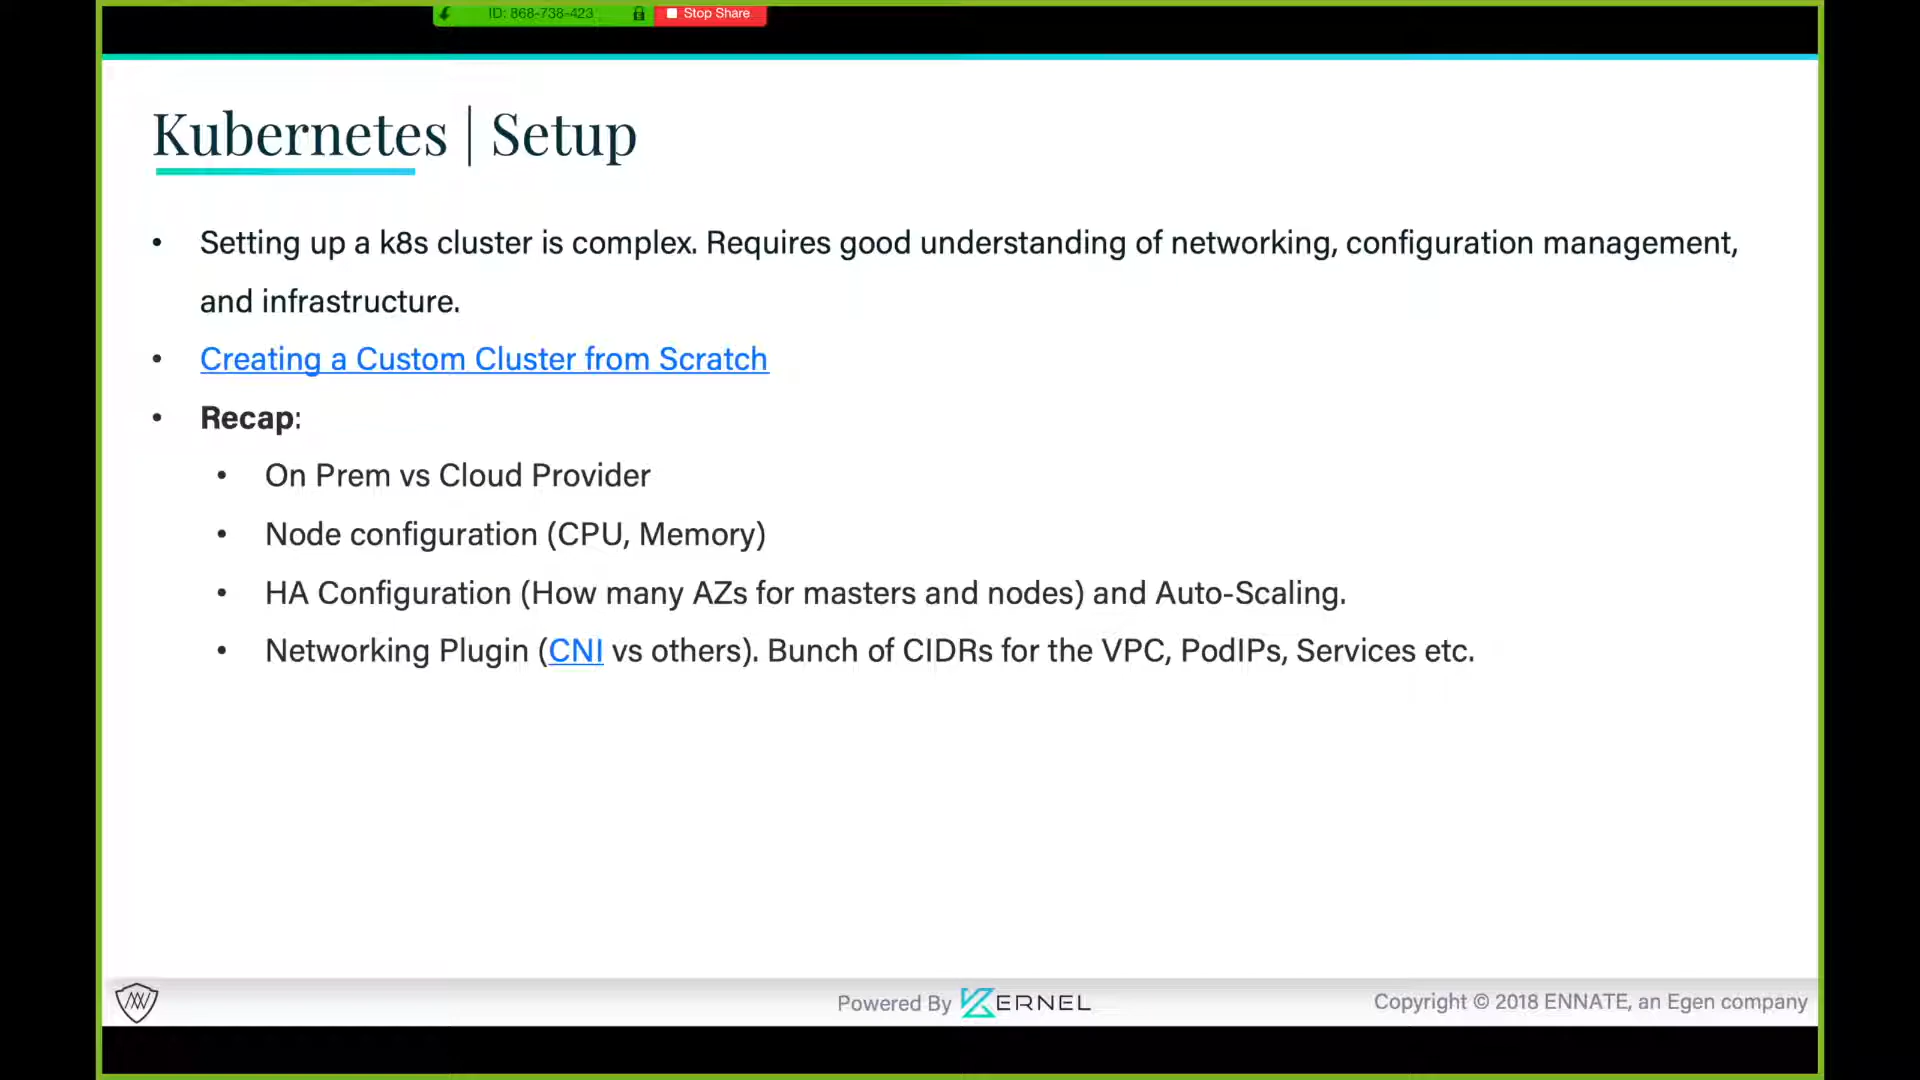 ID: 868-738-423 Stop Share
Kubernetes | Setup
• Setting up a k8s cluster is complex. Requires good understanding of networking, configuration management,
and infrastructure.
• Creating a Custom Cluster from Scratch
• Recap:
• On Prem vs Cloud Provider
• Node configuration (CPU, Memory)
• HA Configuration (How many AZs for masters and nodes) and Auto-Scaling.
• Networking Plugin (CNI vs others). Bunch of CIDRs for the VPC, PodIPs, Services etc.
Powered By KERNEL
Copyright © 2018 ENNATE, an Egen company